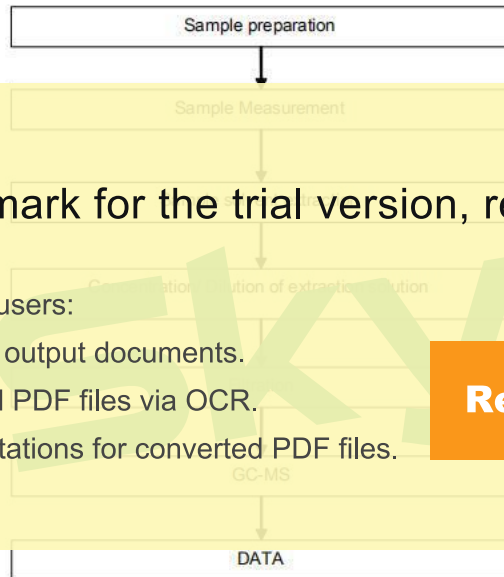 Sample preparation
Sample Measurement
mark for the trial version, re
users:
output documents.
PDF files via OCR.
tations for converted PDF files.
Re
GC-MS
DATA